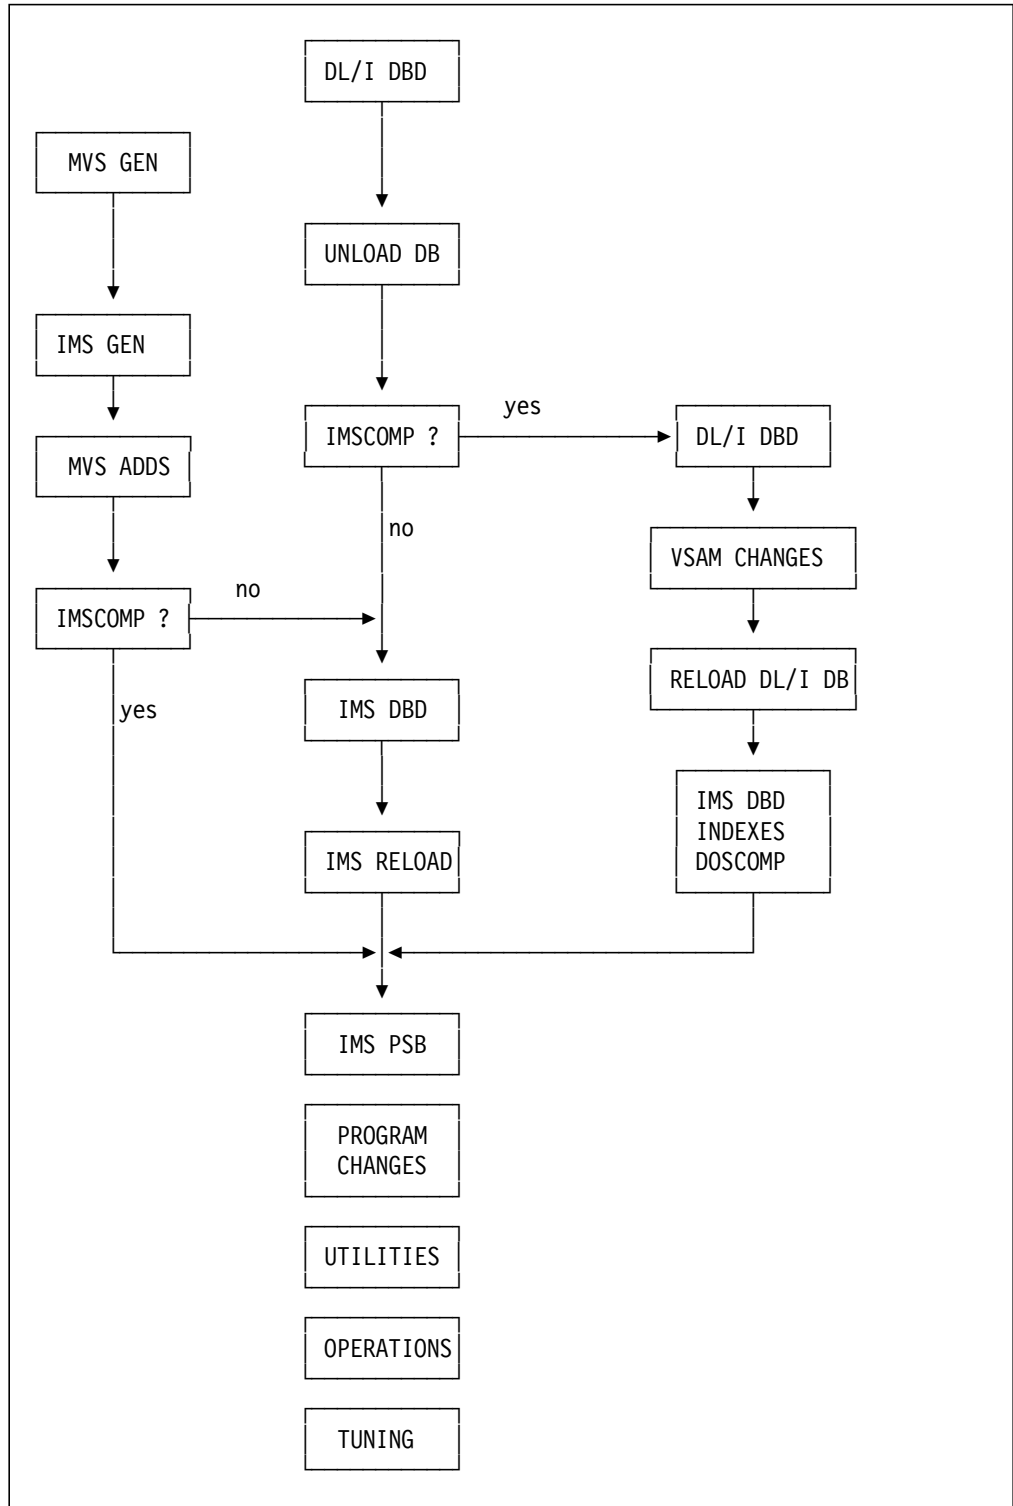 DL/I DBD
MVS GEN
UNLOAD DB
IMS GEN
yes
IMSCOMP ?
DL/I DBD
MVS ADDS
no
VSAM CHANGES
no
IMSCOMP ?
RELOAD DL/I DB
yes
IMS DBD
IMS DBD
INDEXES
DOSCOMP
IMS RELOAD
IMS PSB
PROGRAM
CHANGES
UTILITIES
OPERATIONS
TUNING